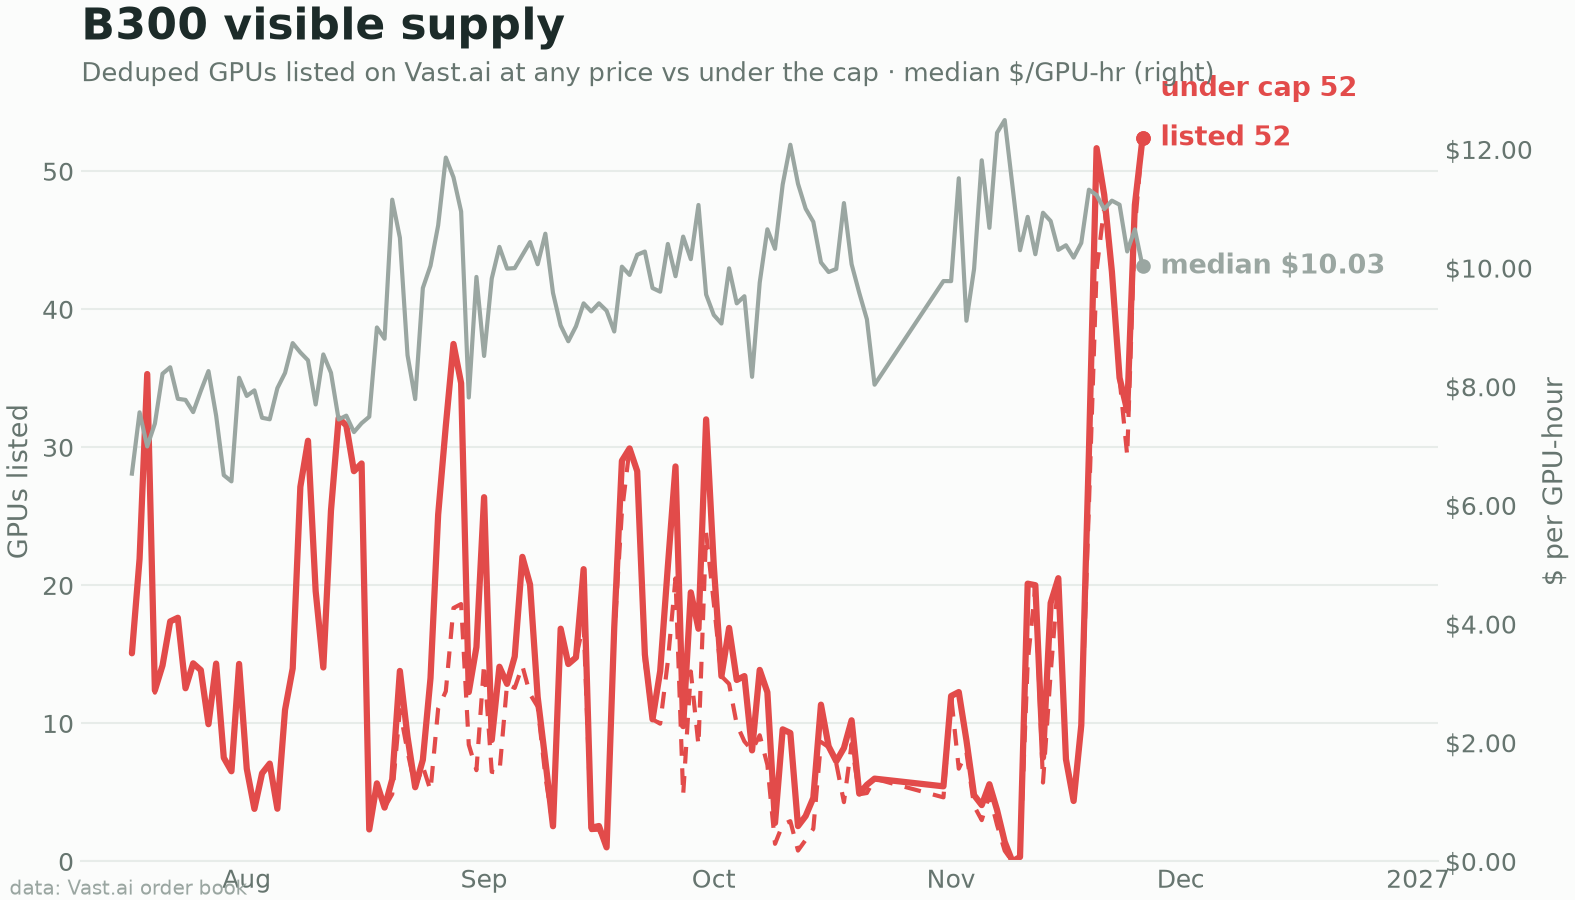 B300 visible supply
Deduped GPUs listed on Vast.ai at any price vs under the cap · median $/GPU-hr (right)
under cap 52
listed 52
median $10.03
GPUs listed
50
40
30
20
10
0
$12.00
$10.00
$8.00
$6.00
$4.00
$2.00
$0.00
$ per GPU-hour
Aug
Sep
Oct
Nov
Dec
2027
data: Vast.ai order book